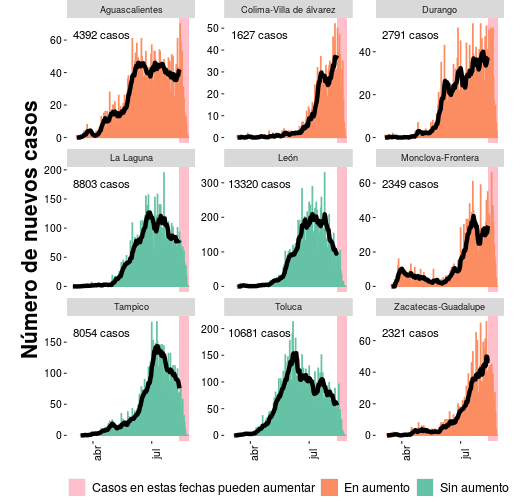 Número de nuevos casos
Aguascalientes
4392 casos
60
40
20
0
Colima-Villa de álvarez
1627 casos
50
40
30
20
10
0
Durango
2791 casos
40
20
0
La Laguna
8803 casos
200
150
100
50
0
León
13320 casos
300
200
100
0
Monclova-Frontera
2349 casos
60
40
20
0
Tampico
8054 casos
150
100
50
0
abr
jul
Toluca
10681 casos
200
150
100
50
0
abr
jul
Zacatecas-Guadalupe
2321 casos
60
40
20
0
abr
jul
Casos en estas fechas pueden aumentar
En aumento
Sin aumento